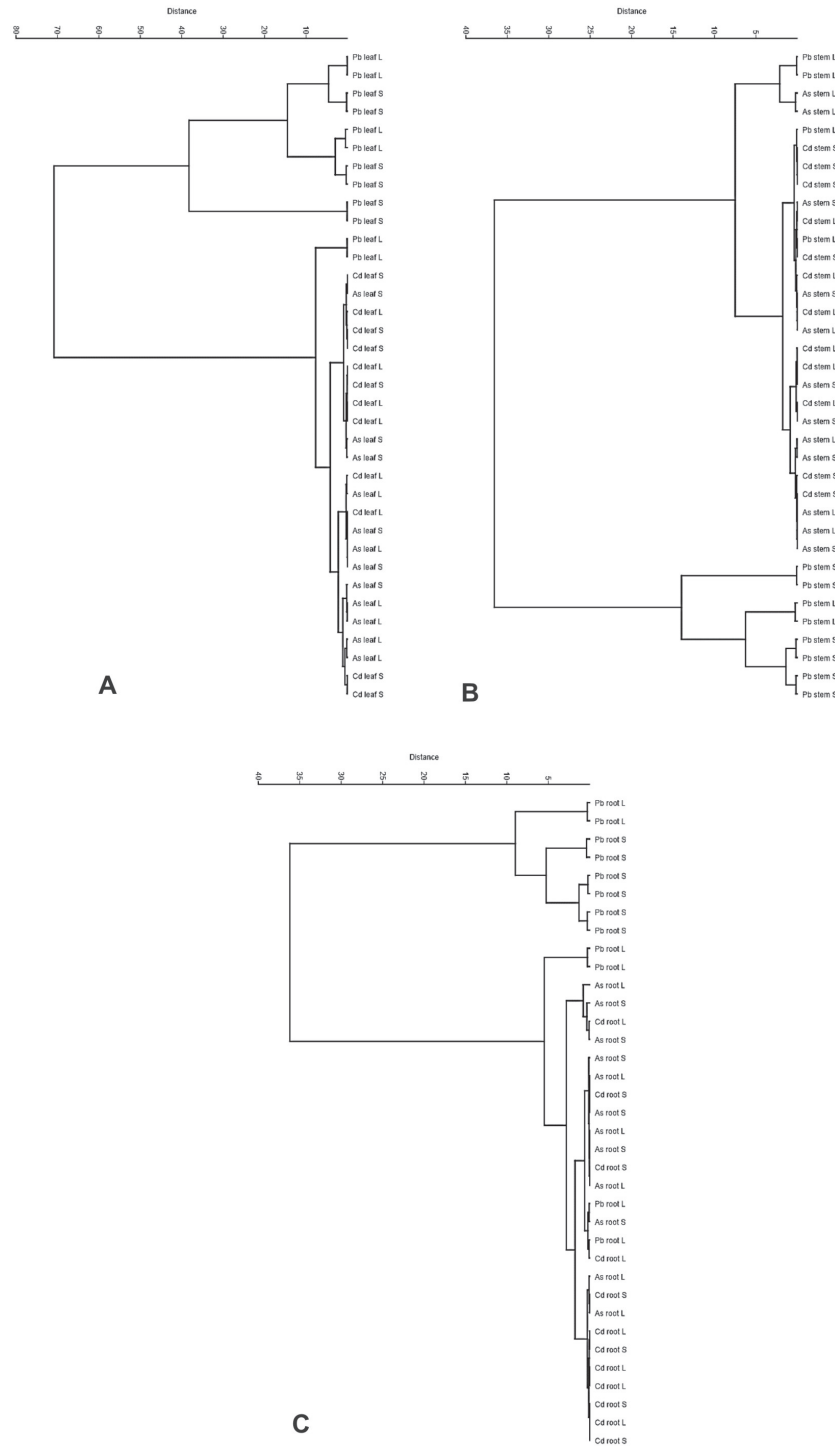 Distance
80 70 60 50 40 30 20 10
Pb leaf L
Pb leaf L
Pb leaf S
Pb leaf S
Pb leaf L
Pb leaf L
Pb leaf S
Pb leaf S
Pb leaf S
Pb leaf S
Pb leaf L
Pb leaf L
Cd leaf S
As leaf S
Cd leaf L
Cd leaf S
Cd leaf S
Cd leaf L
Cd leaf S
Cd leaf L
Cd leaf L
As leaf S
As leaf S
Cd leaf L
As leaf L
Cd leaf L
As leaf S
As leaf L
As leaf S
As leaf S
As leaf L
As leaf L
As leaf L
As leaf L
Cd leaf S
Cd leaf S
A
Distance
40 35 30 25 20 15 10 5
Pb stem L
Pb stem L
As stem L
As stem L
Pb stem L
Cd stem S
Cd stem S
Cd stem S
As stem S
Cd stem L
Pb stem L
Cd stem S
Cd stem L
As stem S
Cd stem L
As stem L
Cd stem L
Cd stem L
As stem S
Cd stem L
As stem S
As stem L
As stem S
Cd stem S
Cd stem S
As stem L
As stem L
As stem S
Pb stem S
Pb stem S
Pb stem L
Pb stem L
Pb stem S
Pb stem S
Pb stem S
Pb stem S
B
Distance
40 35 30 25 20 15 10 5
Pb root L
Pb root L
Pb root S
Pb root S
Pb root S
Pb root S
Pb root S
Pb root S
Pb root L
Pb root L
As root L
As root S
Cd root L
As root S
As root S
As root L
Cd root S
As root S
As root L
As root S
Cd root S
As root L
Pb root L
As root S
Pb root L
Cd root L
As root L
Cd root S
As root L
Cd root L
Cd root S
Cd root L
Cd root L
Cd root S
Cd root L
Cd root S
C